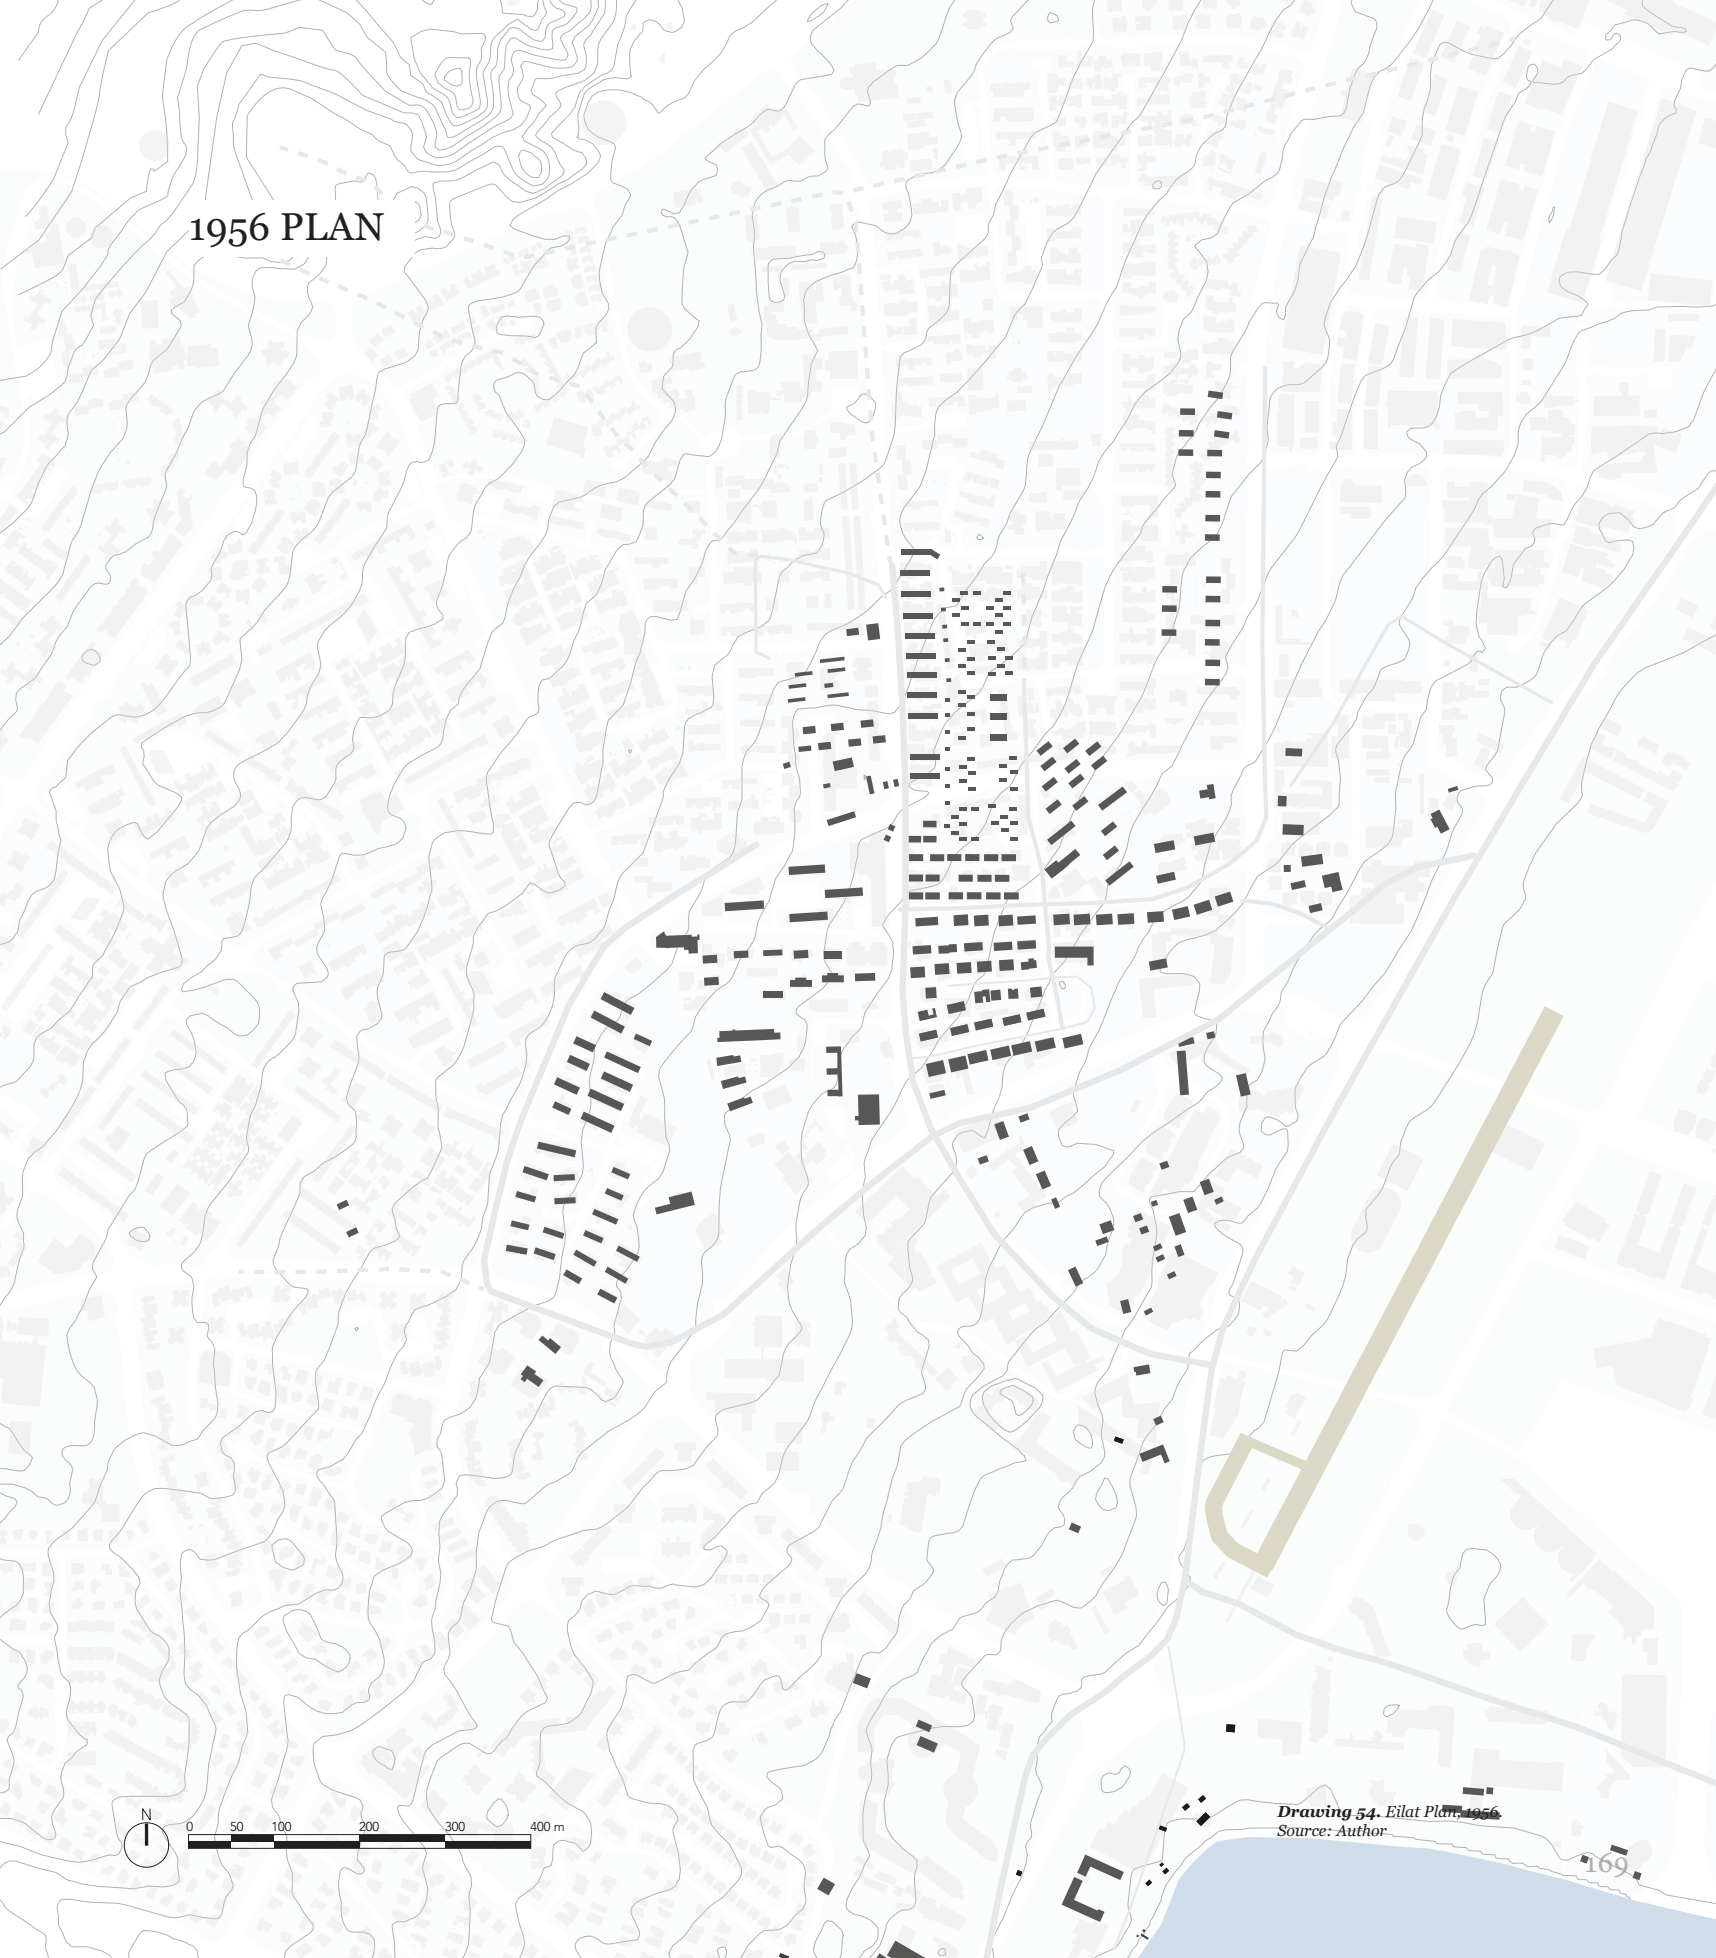 1956 PLAN
N
0 50 100 200 300 400 m
Drawing 54. Eilat Plan, 1956.
Source: Author
169